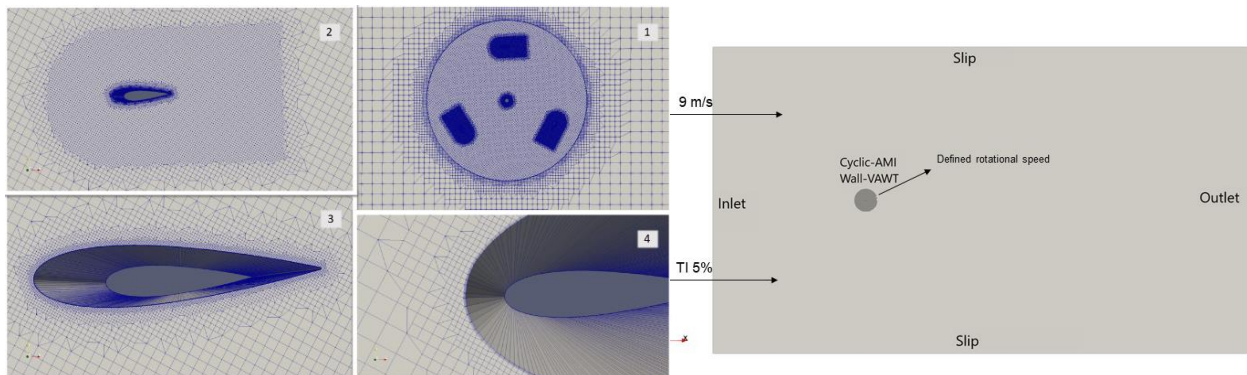 2
1
3
4
9 m/s
TI 5%
Slip
Cyclic-AMI
Wall-VAWT
Defined rotational speed
Inlet
Outlet
Slip
x